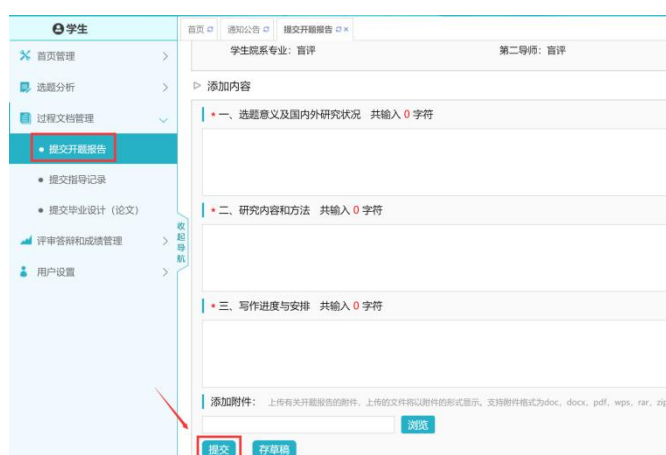 学生
首页 通知公告 提交开题报告
首页管理
学生院系专业：盲评 第二导师：盲评
选题分析
添加内容
过程文档管理
* 一、选题意义及国内外研究状况 共输入 0 字符
提交开题报告
提交指导记录
提交毕业设计（论文）
* 二、研究内容和方法 共输入 0 字符
收起导航
评审答辩和成绩管理
用户设置
* 三、写作进度与安排 共输入 0 字符
添加附件： 上传有关开题报告的附件，上传的文件将以附件的形式显示。支持附件格式为doc, docx, pdf, wps, rar, zip
浏览
提交 存草稿